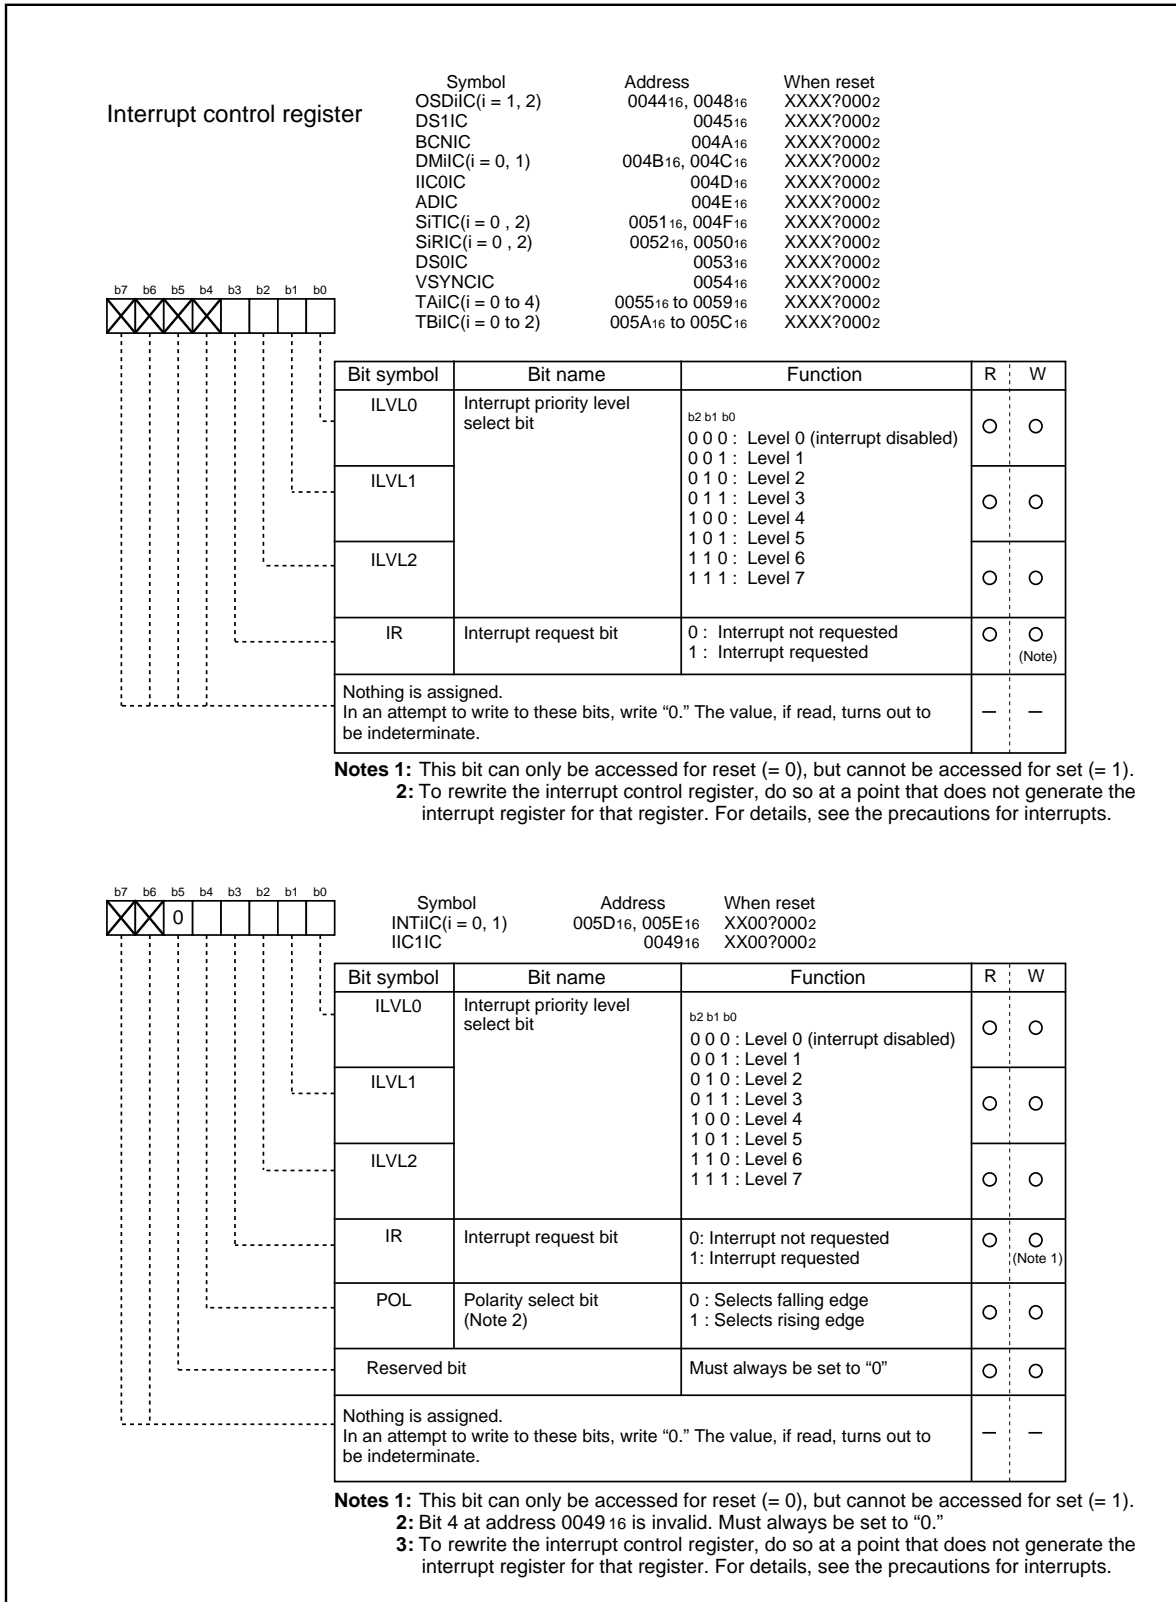 Interrupt control register
Symbol Address When reset
OSDiIC(i = 1, 2) 004416, 004816 XXXX?0002
DS1IC 004516 XXXX?0002
BCNIC 004A16 XXXX?0002
DMiIC(i = 0, 1) 004B16, 004C16 XXXX?0002
IIC0IC 004D16 XXXX?0002
ADIC 004E16 XXXX?0002
SiTIC(i = 0 , 2) 005116, 004F16 XXXX?0002
SiRIC(i = 0 , 2) 005216, 005016 XXXX?0002
DS0IC 005316 XXXX?0002
VSYNCIC 005416 XXXX?0002
TAiIC(i = 0 to 4) 005516 to 005916 XXXX?0002
TBiIC(i = 0 to 2) 005A16 to 005C16 XXXX?0002
b7 b6 b5 b4 b3 b2 b1 b0
Bit symbol Bit name Function R W
ILVL0 Interrupt priority level
select bit
b2 b1 b0
0 0 0 : Level 0 (interrupt disabled)
0 0 1 : Level 1
ILVL1 0 1 0 : Level 2
0 1 1 : Level 3
1 0 0 : Level 4
1 0 1 : Level 5
ILVL2 1 1 0 : Level 6
1 1 1 : Level 7
IR Interrupt request bit 0 : Interrupt not requested
1 : Interrupt requested (Note)
Nothing is assigned.
In an attempt to write to these bits, write “0.” The value, if read, turns out to
be indeterminate.
Notes 1: This bit can only be accessed for reset (= 0), but cannot be accessed for set (= 1).
2: To rewrite the interrupt control register, do so at a point that does not generate the
interrupt register for that register. For details, see the precautions for interrupts.
b7 b6 b5 b4 b3 b2 b1 b0
0
Symbol Address When reset
INTiIC(i = 0, 1) 005D16, 005E16 XX00?0002
IIC1IC 004916 XX00?0002
Bit symbol Bit name Function R W
ILVL0 Interrupt priority level
select bit
b2 b1 b0
0 0 0 : Level 0 (interrupt disabled)
0 0 1 : Level 1
ILVL1 0 1 0 : Level 2
0 1 1 : Level 3
1 0 0 : Level 4
1 0 1 : Level 5
ILVL2 1 1 0 : Level 6
1 1 1 : Level 7
IR Interrupt request bit 0: Interrupt not requested
1: Interrupt requested (Note 1)
POL Polarity select bit 0 : Selects falling edge
(Note 2) 1 : Selects rising edge
Reserved bit Must always be set to “0”
Nothing is assigned.
In an attempt to write to these bits, write “0.” The value, if read, turns out to
be indeterminate.
Notes 1: This bit can only be accessed for reset (= 0), but cannot be accessed for set (= 1).
2: Bit 4 at address 004916 is invalid. Must always be set to “0.”
3: To rewrite the interrupt control register, do so at a point that does not generate the
interrupt register for that register. For details, see the precautions for interrupts.